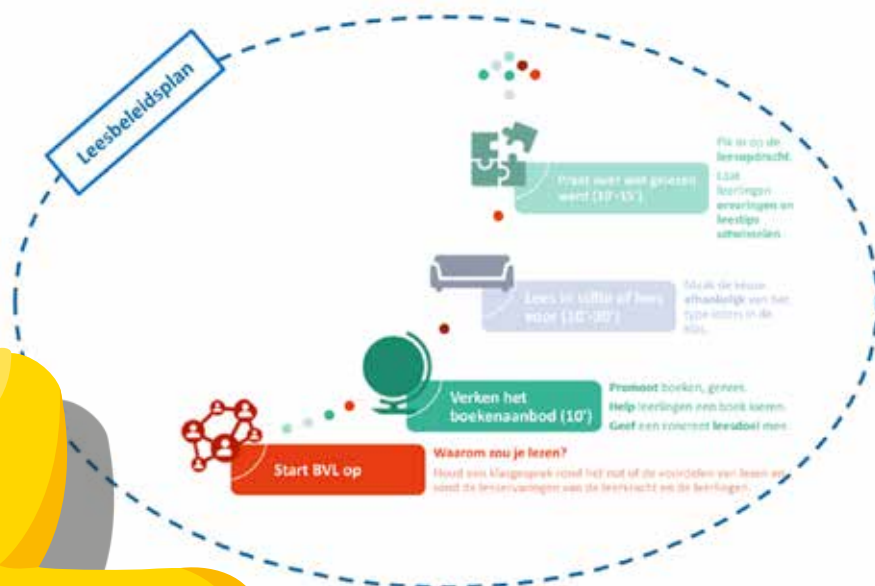 Leesbeleidsplan
Praat over wat gelezen
werd (10'-15')
Pik in op de
leesopdracht.
Laat
leerlingen
ervaringen en
leestips
uitwisselen
Lees in stilte of lees
voor (10'-30')
Maak de keuze
afhankelijk van het
type lezers in de
klas.
Verken het
boekenaanbod (10')
Promoot boeken, genres.
Help leerlingen een boek kiezen.
Geef een concreet leesdoel mee
Start BVL op
Waarom zou je lezen?
Houd een klasgesprek rond het nut of de voordelen van lezen en
rond de leeservaringen van de leerkracht en de leerlingen.